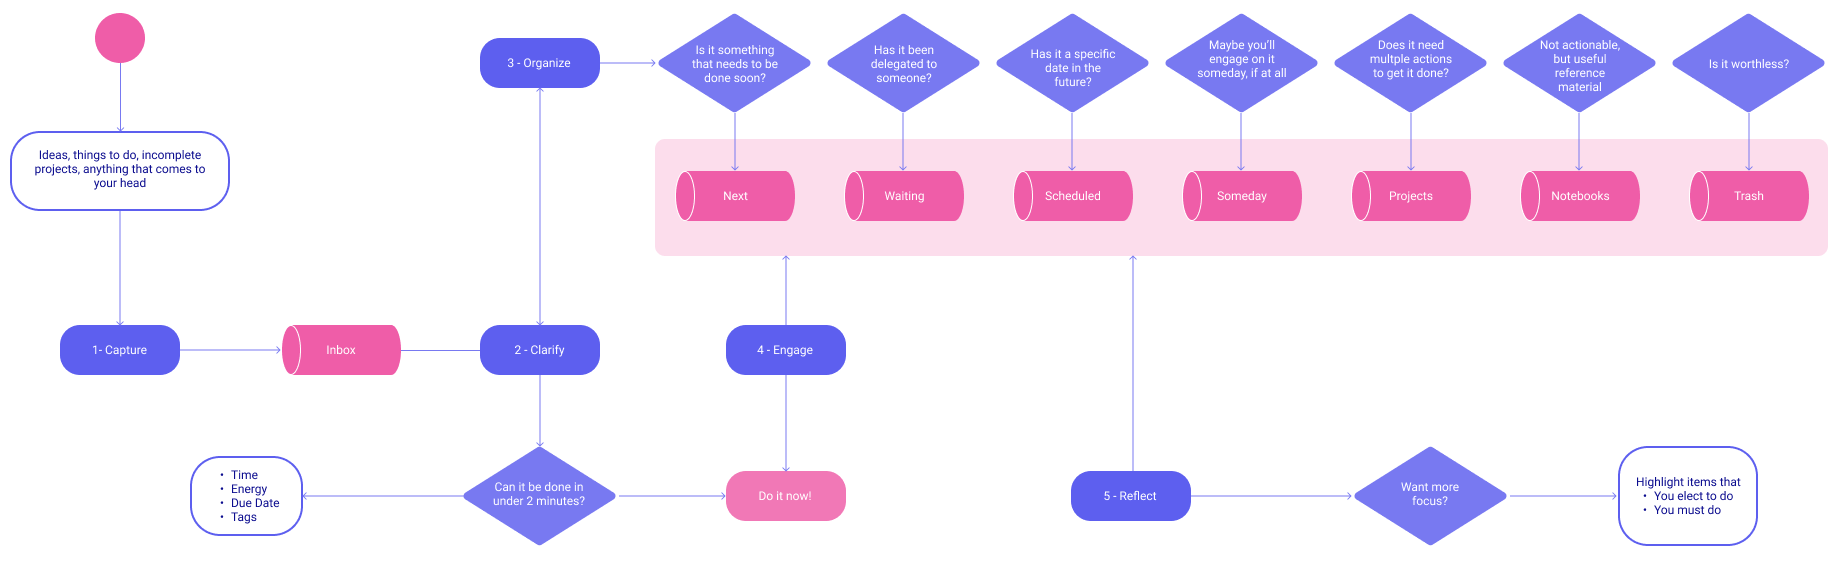 3 - Organize
Is it something
that needs to be
done soon?
Has it been
delegated to
someone?
Has it a specific
date in the
future?
Maybe you'll
engage on it
someday, if at all
Does it need
multple actions
to get it done?
Not actionable,
but useful
reference
material
Is it worthless?
Ideas, things to do, incomplete
projects, anything that comes to
your head
Next
Waiting
Scheduled
Someday
Projects
Notebooks
Trash
1- Capture
Inbox
2 - Clarify
4 - Engage
• Time
• Energy
• Due Date
• Tags
Can it be done in
under 2 minutes?
Do it now!
5 - Reflect
Want more
focus?
Highlight items that
• You elect to do
• You must do